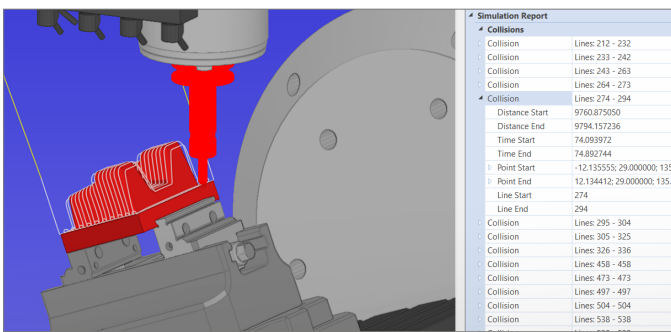 Simulation Report
Collisions
Collision Lines: 212 - 232
Collision Lines: 233 - 242
Collision Lines: 243 - 263
Collision Lines: 264 - 273
Collision Lines: 274 - 294
Distance Start 9760.875050
Distance End 9794.157236
Time Start 74.093972
Time End 74.892744
Point Start -12.135555; 29.000000; 135
Point End 12.134412; 29.000000; 135.
Line Start 274
Line End 294
Collision Lines: 295 - 304
Collision Lines: 305 - 325
Collision Lines: 326 - 336
Collision Lines: 458 - 458
Collision Lines: 473 - 473
Collision Lines: 497 - 497
Collision Lines: 504 - 504
Collision Lines: 538 - 538